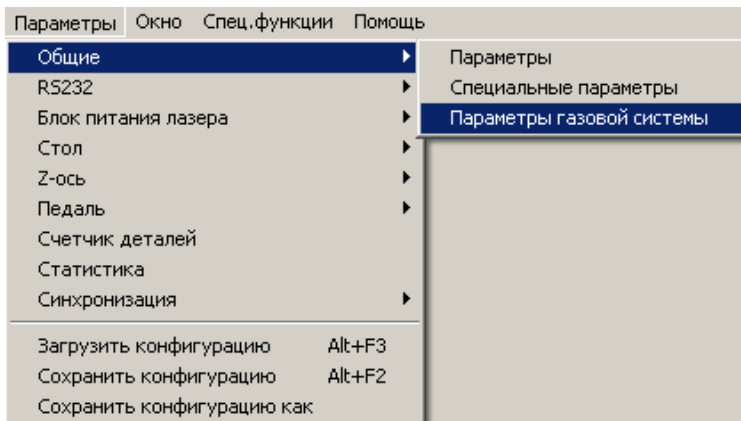 Параметры Окно Спец.функции Помощь
Общие Параметры
RS232 Специальные параметры
Блок питания лазера Параметры газовой системы
Стол
Z-ось
Педаль
Счетчик деталей
Статистика
Синхронизация
Загрузить конфигурацию Alt+F3
Сохранить конфигурацию Alt+F2
Сохранить конфигурацию как